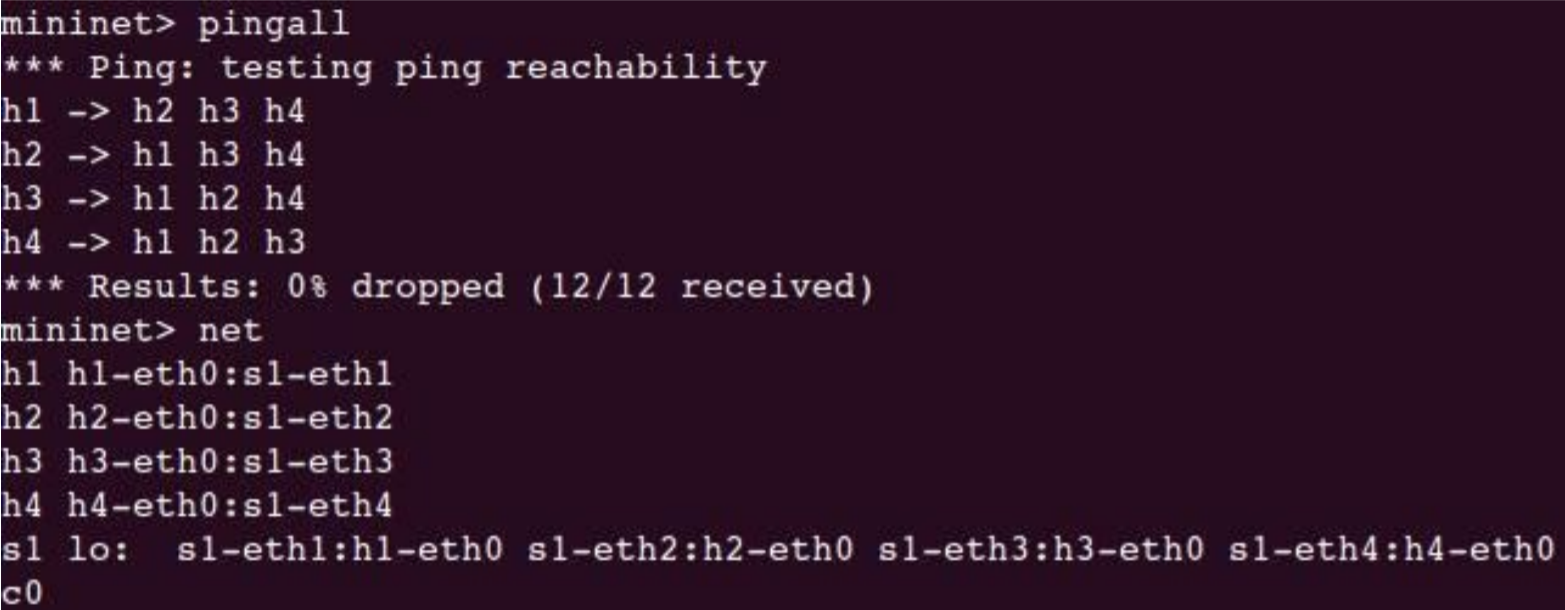 mininet> pingall
*** Ping: testing ping reachability
h1 -> h2 h3 h4
h2 -> h1 h3 h4
h3 -> h1 h2 h4
h4 -> h1 h2 h3
*** Results: 0% dropped (12/12 received)
mininet> net
h1 h1-eth0:s1-eth1
h2 h2-eth0:s1-eth2
h3 h3-eth0:s1-eth3
h4 h4-eth0:s1-eth4
s1 lo:  s1-eth1:h1-eth0 s1-eth2:h2-eth0 s1-eth3:h3-eth0 s1-eth4:h4-eth0
c0